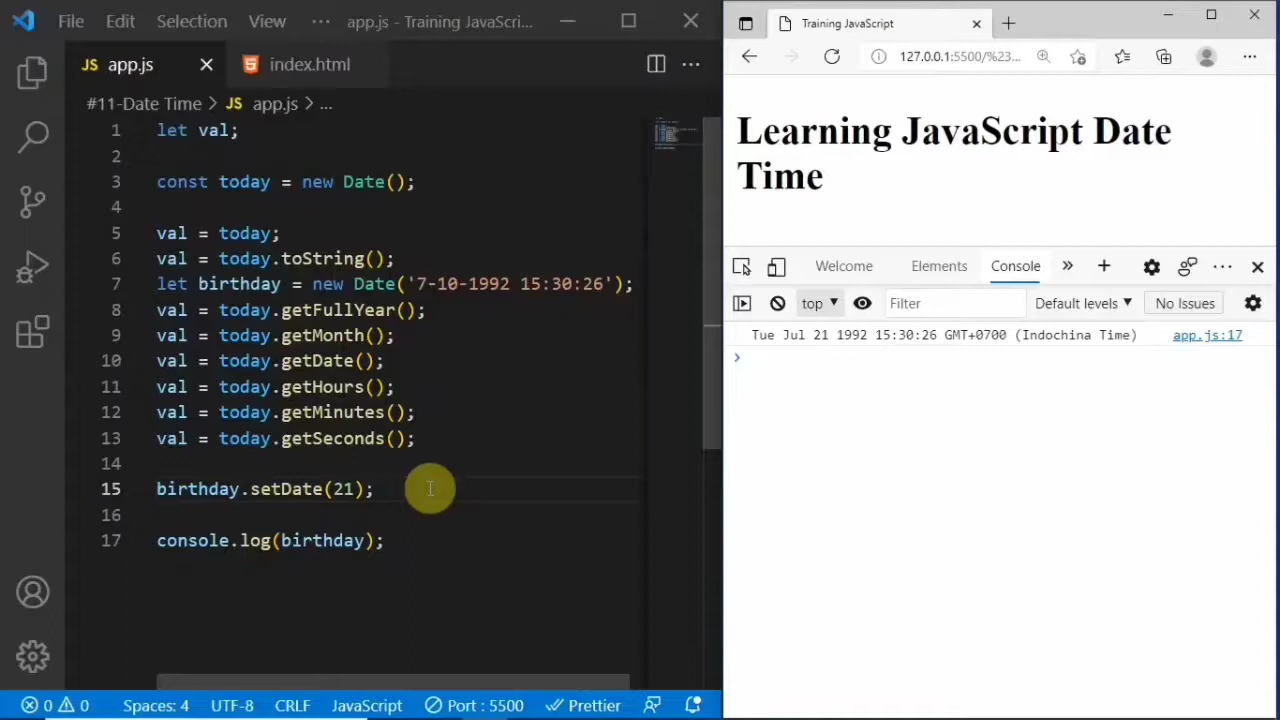 File Edit Selection View ··· app.js - Training JavaScri...
JS app.js index.html
#11-Date Time > JS app.js > ...
1 let val;
2
3 const today = new Date();
4
5 val = today;
6 val = today.toString();
7 let birthday = new Date('7-10-1992 15:30:26');
8 val = today.getFullYear();
9 val = today.getMonth();
10 val = today.getDate();
11 val = today.getHours();
12 val = today.getMinutes();
13 val = today.getSeconds();
14
15 birthday.setDate(21);
16
17 console.log(birthday);
0 0 Spaces: 4 UTF-8 CRLF JavaScript Port : 5500 Prettier
Training JavaScript
127.0.0.1:5500/%23...
Learning JavaScript Date
Time
Welcome Elements Console
top Filter Default levels No Issues
Tue Jul 21 1992 15:30:26 GMT+0700 (Indochina Time) app.js:17